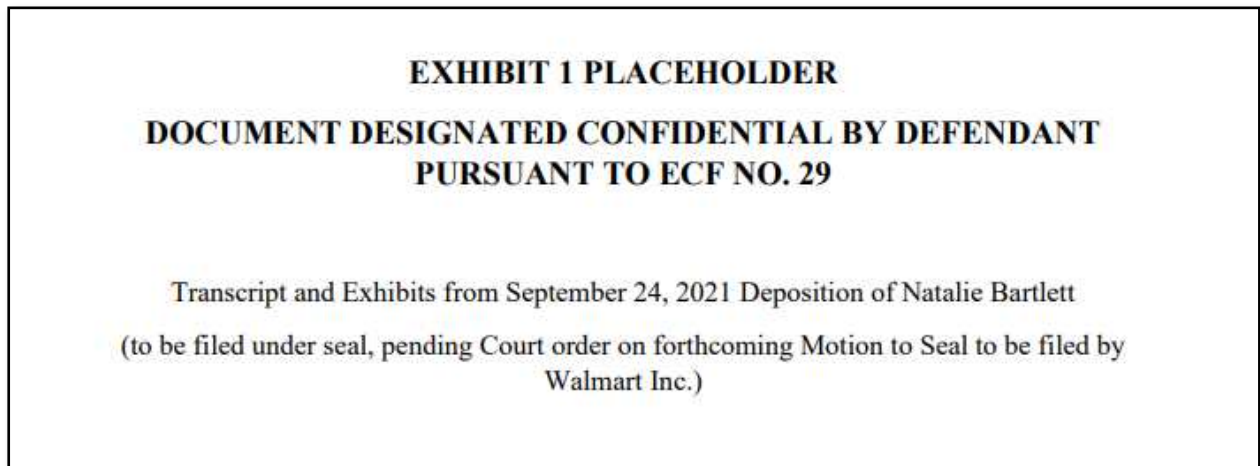 EXHIBIT 1 PLACEHOLDER
DOCUMENT DESIGNATED CONFIDENTIAL BY DEFENDANT
PURSUANT TO ECF NO. 29
Transcript and Exhibits from September 24, 2021 Deposition of Natalie Bartlett
(to be filed under seal, pending Court order on forthcoming Motion to Seal to be filed by
Walmart Inc.)